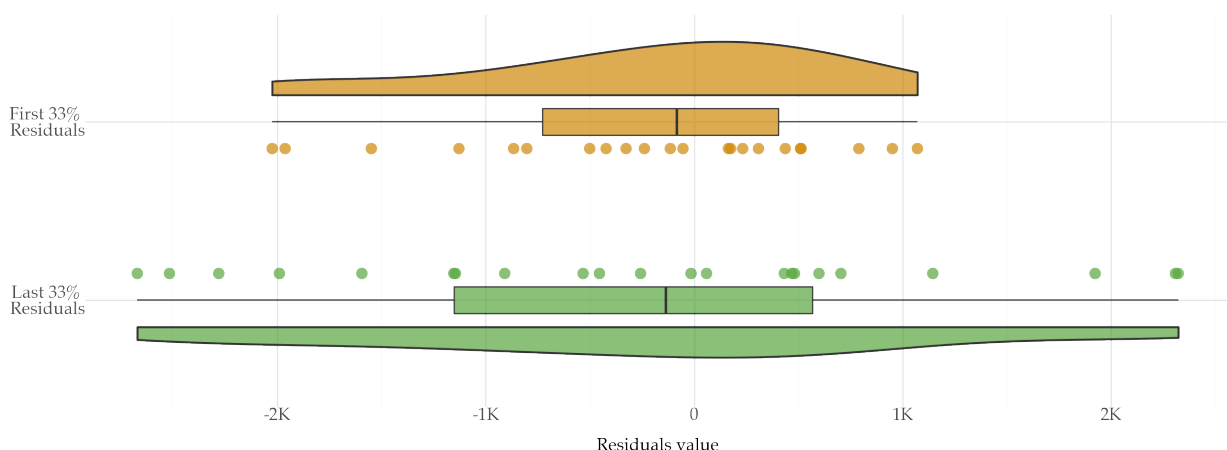 First 33%
Residuals
Last 33%
Residuals
-2K
-1K
0
1K
2K
Residuals value